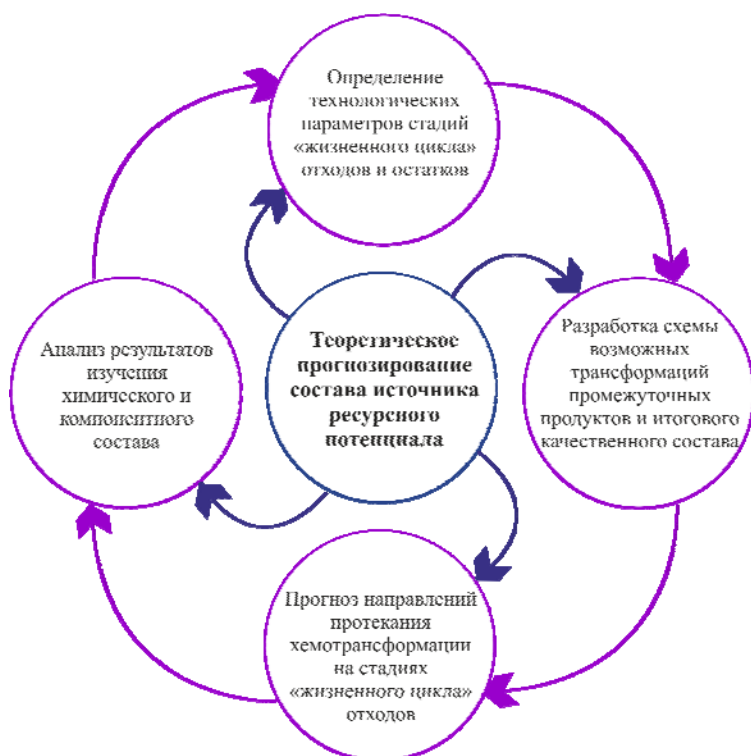 Определение
технологических
параметров стадий
«жизненного цикла»
отходов и остатков
Анализ результатов
изучения
химического и
компонентного
состава
Теоретическое
прогнозирование
состава источника
ресурсного
потенциала
Разработка схемы
возможных
трансформаций
промежуточных
продуктов и итогового
качественного состава
Прогноз направлений
протекания
хемотрансформации
на стадиях
«жизненного цикла»
отходов